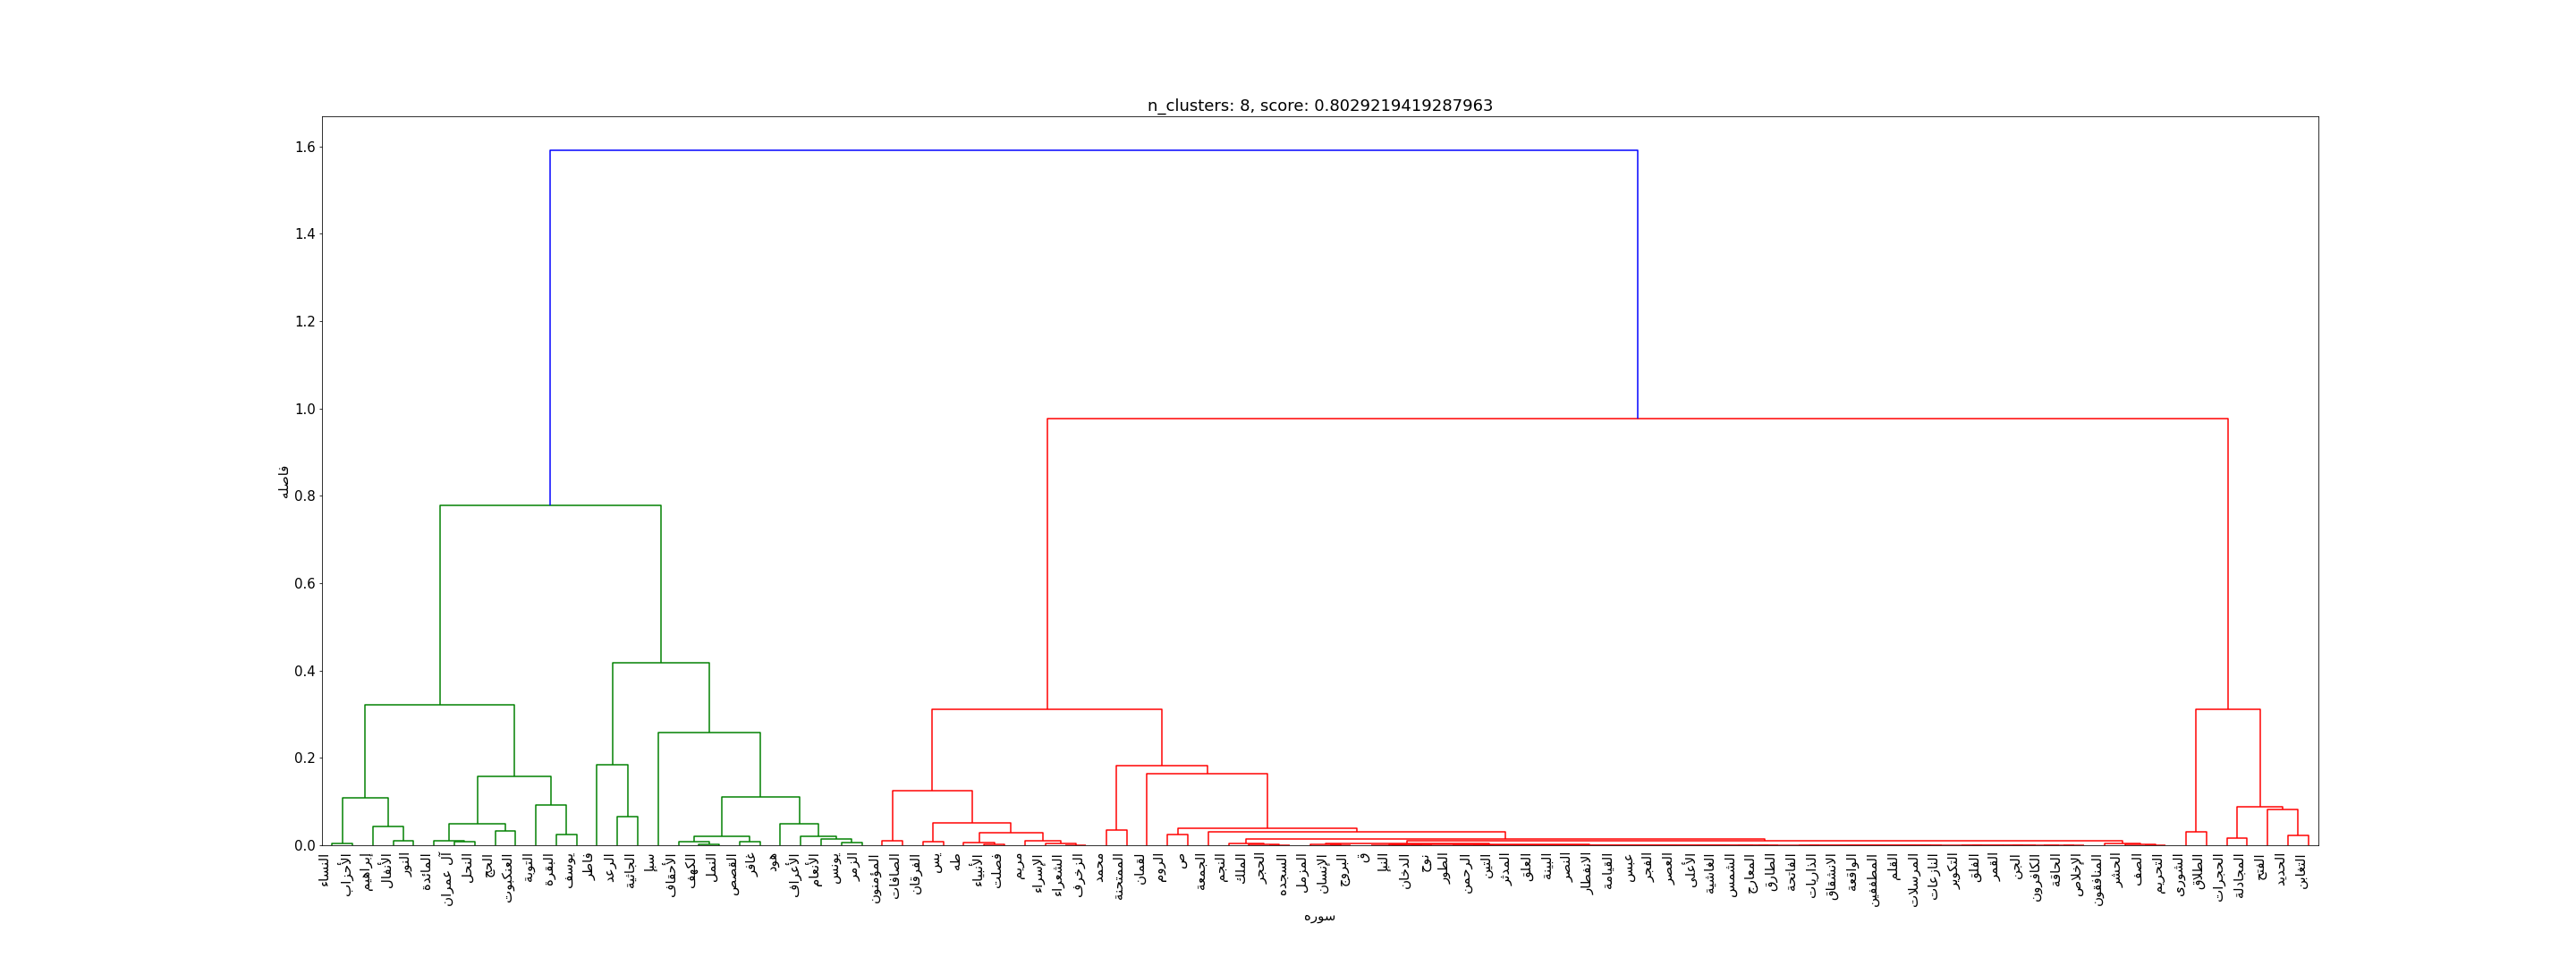 n_clusters: 8, score: 0.8029219419287963
1.6
1.4
1.2
1.0
0.8
0.6
0.4
0.2
0.0
فاصله
النساء
الأحزاب
إبراهيم
الأنفال
النور
المائدة
آل عمران
النحل
الحج
العنكبوت
التوبة
البقرة
يوسف
فاطر
الرعد
الجاثية
سبإ
الأحقاف
الكهف
النمل
القصص
غافر
هود
الأعراف
الأنعام
يونس
الزمر
المؤمنون
الصافات
الفرقان
يس
طه
الأنبياء
فصلت
مريم
الإسراء
الشعراء
الزخرف
محمد
الممتحنة
لقمان
الروم
ص
الجمعة
النجم
الملك
الحجر
السجده
المزمل
الإنسان
البروج
ق
النبإ
الدخان
نوح
الطور
الرحمن
التين
المدثر
العلق
البينة
النصر
الانفطار
القيامة
عبس
الفجر
العصر
الأعلى
الغاشية
الشمس
المعارج
الطارق
الفاتحة
الذاريات
الانشقاق
الواقعة
المطففين
القلم
المرسلات
النازعات
التكوير
الفلق
القمر
الجن
الكافرون
الحاقة
الإخلاص
المنافقون
الحشر
الصف
التحريم
الشورى
الطلاق
الحجرات
المجادلة
الفتح
الحديد
التغابن
سوره